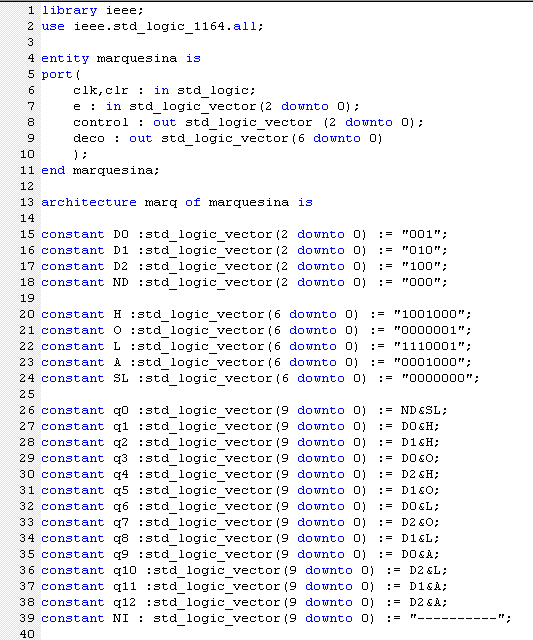 1 library ieee;
2 use ieee.std_logic_1164.all;
3
4 entity marquesina is
5 port(
6     clk,clr : in std_logic;
7     e : in std_logic_vector(2 downto 0);
8     control : out std_logic_vector (2 downto 0);
9     deco : out std_logic_vector(6 downto 0)
10     );
11 end marquesina;
12
13 architecture marq of marquesina is
14
15 constant D0 :std_logic_vector(2 downto 0) := "001";
16 constant D1 :std_logic_vector(2 downto 0) := "010";
17 constant D2 :std_logic_vector(2 downto 0) := "100";
18 constant ND :std_logic_vector(2 downto 0) := "000";
19
20 constant H :std_logic_vector(6 downto 0) := "1001000";
21 constant O :std_logic_vector(6 downto 0) := "0000001";
22 constant L :std_logic_vector(6 downto 0) := "1110001";
23 constant A :std_logic_vector(6 downto 0) := "0001000";
24 constant SL :std_logic_vector(6 downto 0) := "0000000";
25
26 constant q0 :std_logic_vector(9 downto 0) := ND&SL;
27 constant q1 :std_logic_vector(9 downto 0) := D0&H;
28 constant q2 :std_logic_vector(9 downto 0) := D1&H;
29 constant q3 :std_logic_vector(9 downto 0) := D0&O;
30 constant q4 :std_logic_vector(9 downto 0) := D2&H;
31 constant q5 :std_logic_vector(9 downto 0) := D1&O;
32 constant q6 :std_logic_vector(9 downto 0) := D0&L;
33 constant q7 :std_logic_vector(9 downto 0) := D2&O;
34 constant q8 :std_logic_vector(9 downto 0) := D1&L;
35 constant q9 :std_logic_vector(9 downto 0) := D0&A;
36 constant q10 :std_logic_vector(9 downto 0) := D2&L;
37 constant q11 :std_logic_vector(9 downto 0) := D1&A;
38 constant q12 :std_logic_vector(9 downto 0) := D2&A;
39 constant NI : std_logic_vector(9 downto 0) := "----------";
40